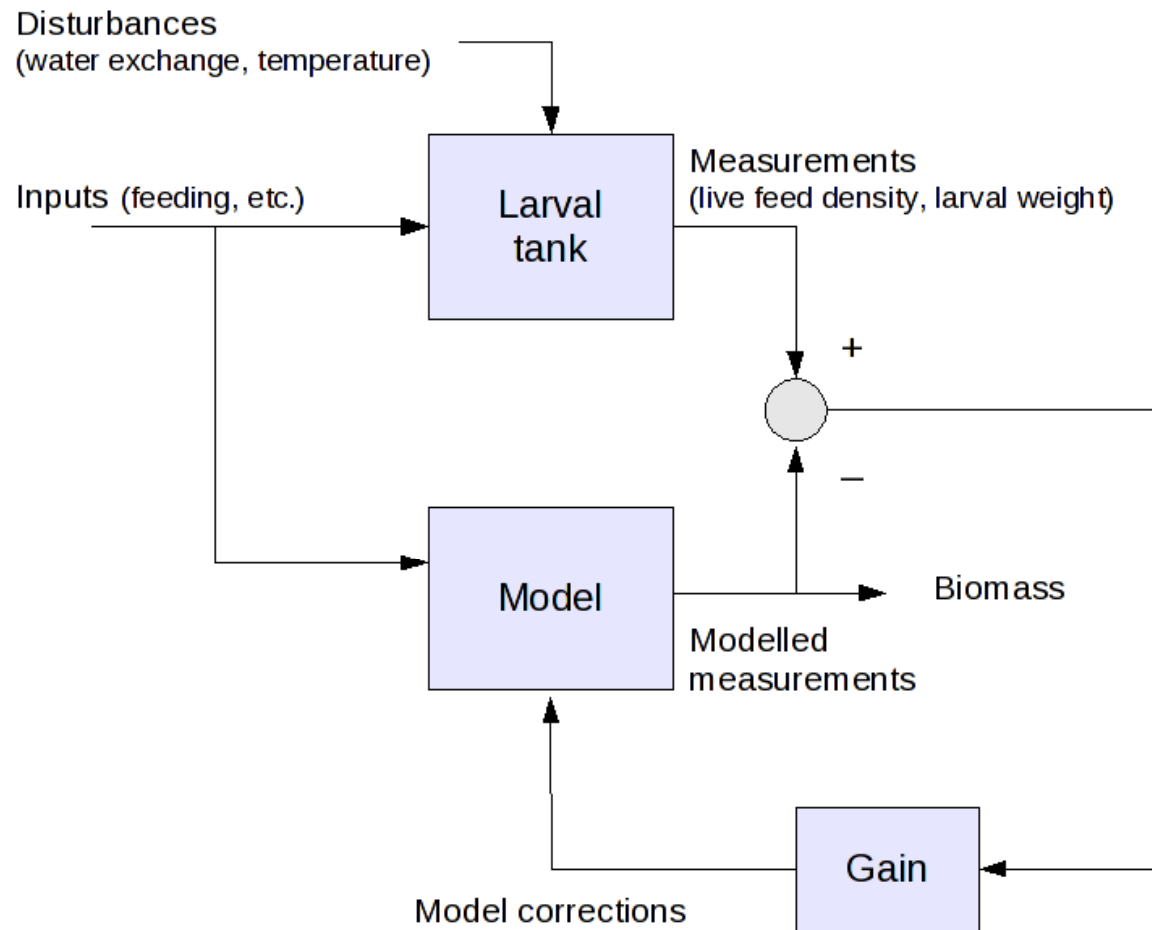 Disturbances
(water exchange, temperature)
Inputs (feeding, etc.)
Larval
tank
Measurements
(live feed density, larval weight)
+
–
Model
Biomass
Modelled
measurements
Gain
Model corrections